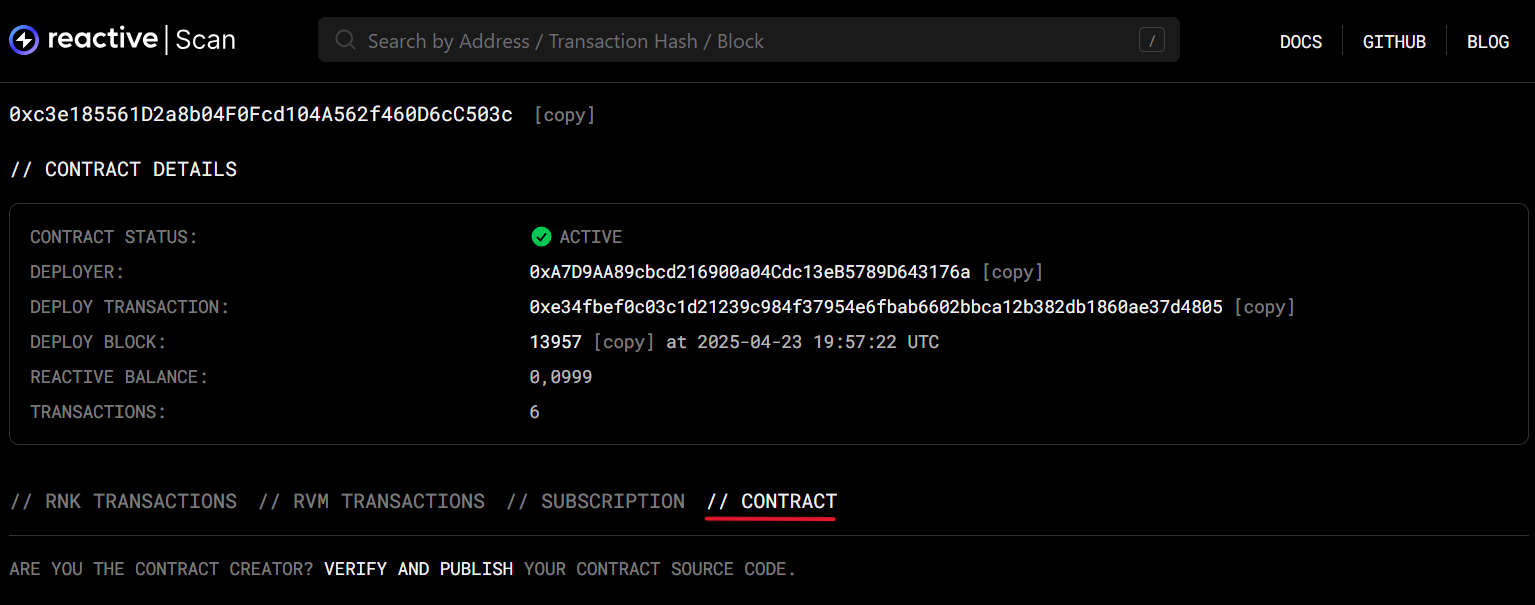 reactive|Scan
Search by Address / Transaction Hash / Block /
DOCS GITHUB BLOG
0xc3e185561D2a8b04F0Fcd104A562f460D6cC503c [copy]
// CONTRACT DETAILS
CONTRACT STATUS: ACTIVE
DEPLOYER: 0xA7D9AA89cbcd216900a04Cdc13eB5789D643176a [copy]
DEPLOY TRANSACTION: 0xe34fbef0c03c1d21239c984f37954e6fbab6602bbca12b382db1860ae37d4805 [copy]
DEPLOY BLOCK: 13957 [copy] at 2025-04-23 19:57:22 UTC
REACTIVE BALANCE: 0,0999
TRANSACTIONS: 6
// RNK TRANSACTIONS // RVM TRANSACTIONS // SUBSCRIPTION // CONTRACT
ARE YOU THE CONTRACT CREATOR? VERIFY AND PUBLISH YOUR CONTRACT SOURCE CODE.